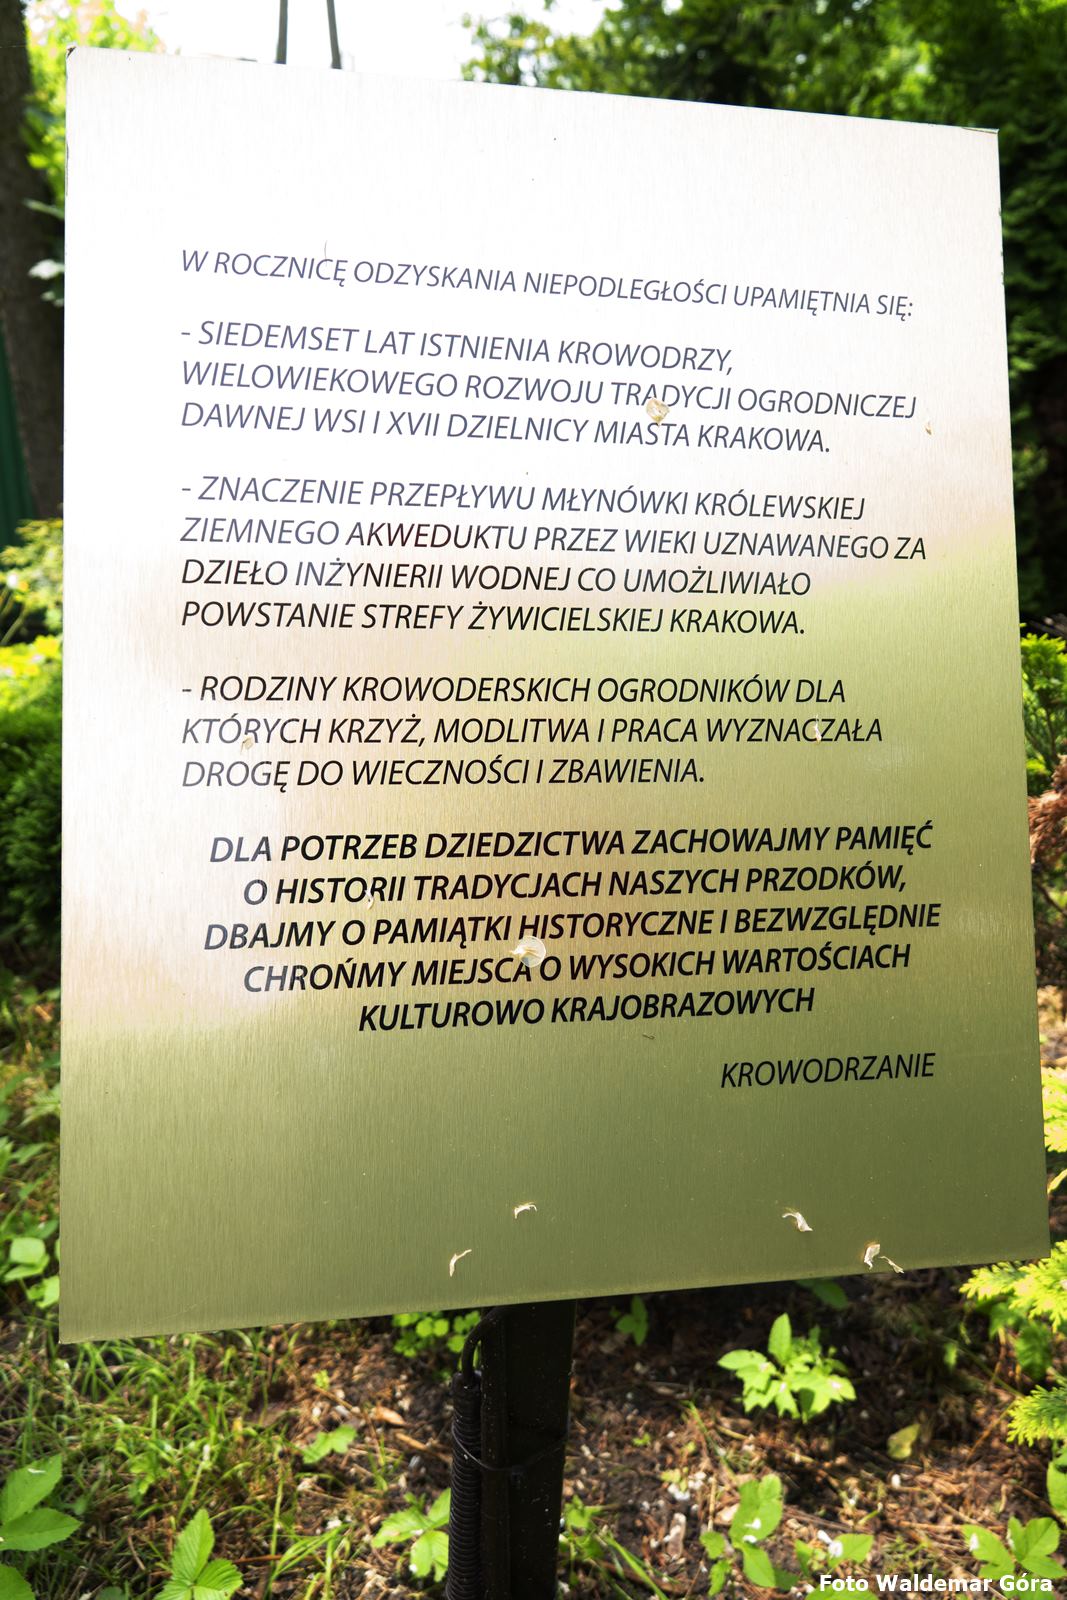 W ROCZNICĘ ODZYSKANIA NIEPODLEGŁOŚCI UPAMIĘTNIA SIĘ:
- SIEDEMSET LAT ISTNIENIA KROWODRZY,
WIELOWIEKOWEGO ROZWOJU TRADYCJI OGRODNICZEJ
DAWNEJ WSI I XVII DZIELNICY MIASTA KRAKOWA.
- ZNACZENIE PRZEPŁYWU MŁYNÓWKI KRÓLEWSKIEJ
ZIEMNEGO AKWEDUKTU PRZEZ WIEKI UZNAWANEGO ZA
DZIEŁO INŻYNIERII WODNEJ CO UMOŻLIWIAŁO
POWSTANIE STREFY ŻYWICIELSKIEJ KRAKOWA.
- RODZINY KROWODERSKICH OGRODNIKÓW DLA
KTÓRYCH KRZYŻ, MODLITWA I PRACA WYZNACZAŁA
DROGĘ DO WIECZNOŚCI I ZBAWIENIA.
DLA POTRZEB DZIEDZICTWA ZACHOWAJMY PAMIĘĆ
O HISTORII TRADYCJACH NASZYCH PRZODKÓW,
DBAJMY O PAMIĄTKI HISTORYCZNE I BEZWZGLĘDNIE
CHROŃMY MIEJSCA O WYSOKICH WARTOŚCIACH
KULTUROWO KRAJOBRAZOWYCH
KROWODRZANIE
Foto Waldemar Góra